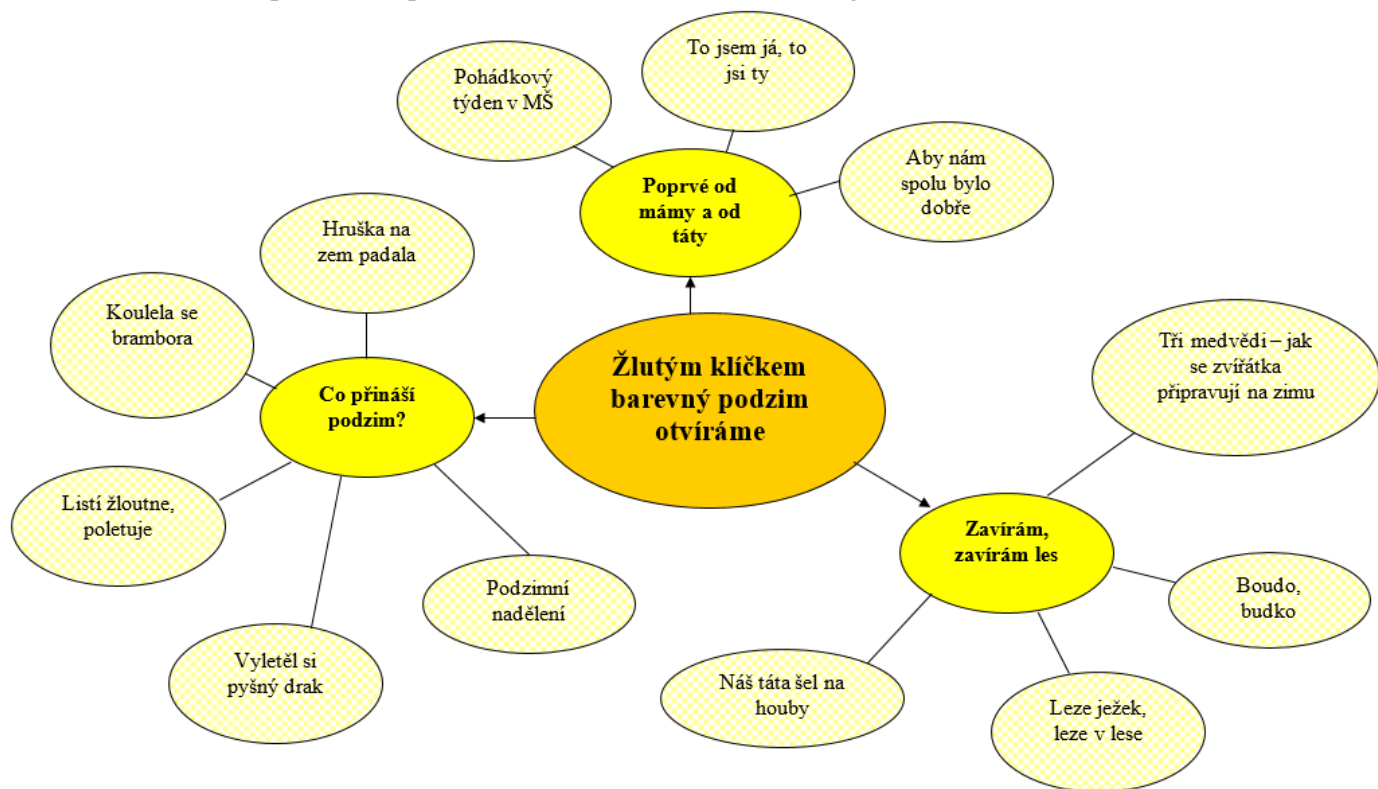 To jsem já, to
jsi ty
Pohádkový
týden v MŠ
Aby nám
spolu bylo
dobře
Poprvé od
mámy a od
táty
Hruška na
zem padala
Koulela se
brambora
Co přináší
podzim?
Žlutým klíčkem
barevný podzim
otvíráme
Tři medvědi – jak
se zvířátka
připravují na zimu
Listí žloutne,
poletuje
Podzimní
nadělení
Vyletěl si
pyšný drak
Zavírám,
zavírám les
Boudo,
budko
Náš táta šel na
houby
Leze ježek,
leze v lese